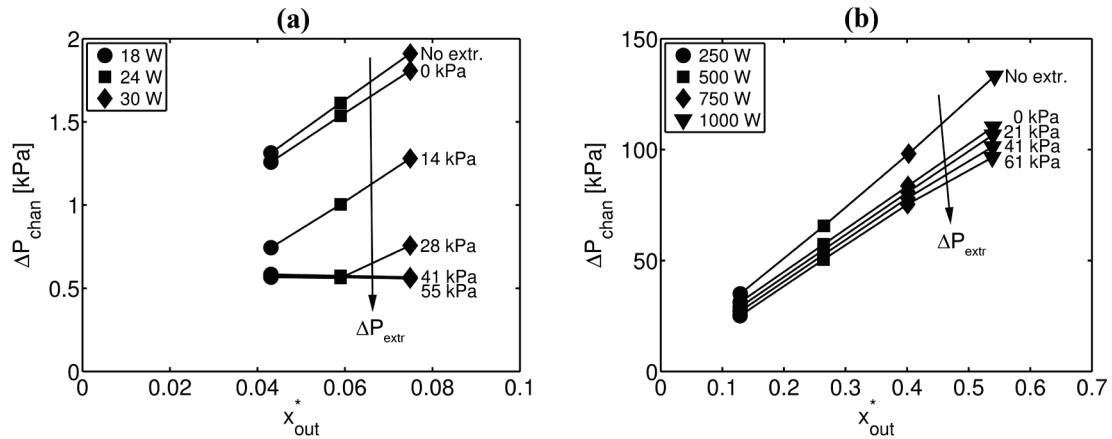 (a)
2
1.5
1
0.5
0
ΔP_chan [kPa]
18 W
24 W
30 W
No extr.
0 kPa
14 kPa
28 kPa
41 kPa
55 kPa
ΔP_extr
0 0.02 0.04 0.06 0.08 0.1
x*_out
(b)
150
100
50
0
ΔP_chan [kPa]
250 W
500 W
750 W
1000 W
No extr.
0 kPa
21 kPa
41 kPa
61 kPa
ΔP_extr
0 0.1 0.2 0.3 0.4 0.5 0.6 0.7
x*_out